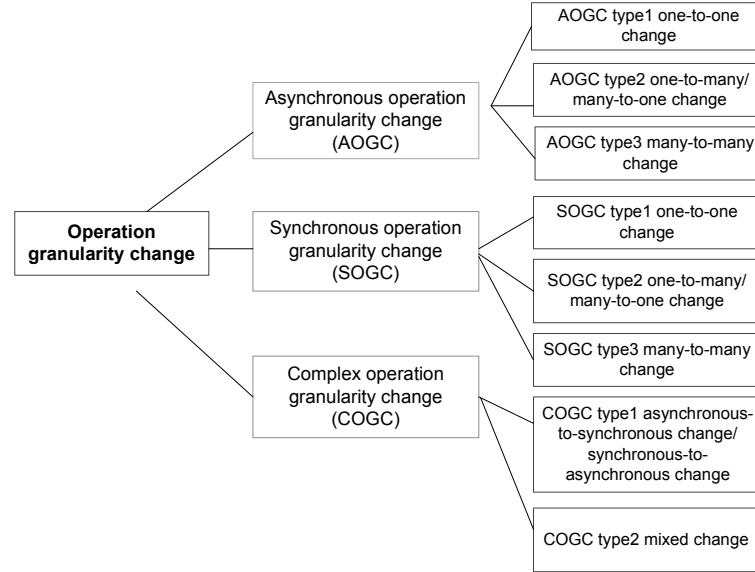 Operation
granularity change
Asynchronous operation
granularity change
(AOGC)
AOGC type1 one-to-one
change
AOGC type2 one-to-many/
many-to-one change
AOGC type3 many-to-many
change
Synchronous operation
granularity change
(SOGC)
SOGC type1 one-to-one
change
SOGC type2 one-to-many/
many-to-one change
SOGC type3 many-to-many
change
Complex operation
granularity change
(COGC)
COGC type1 asynchronous-
to-synchronous change/
synchronous-to-
asynchronous change
COGC type2 mixed change